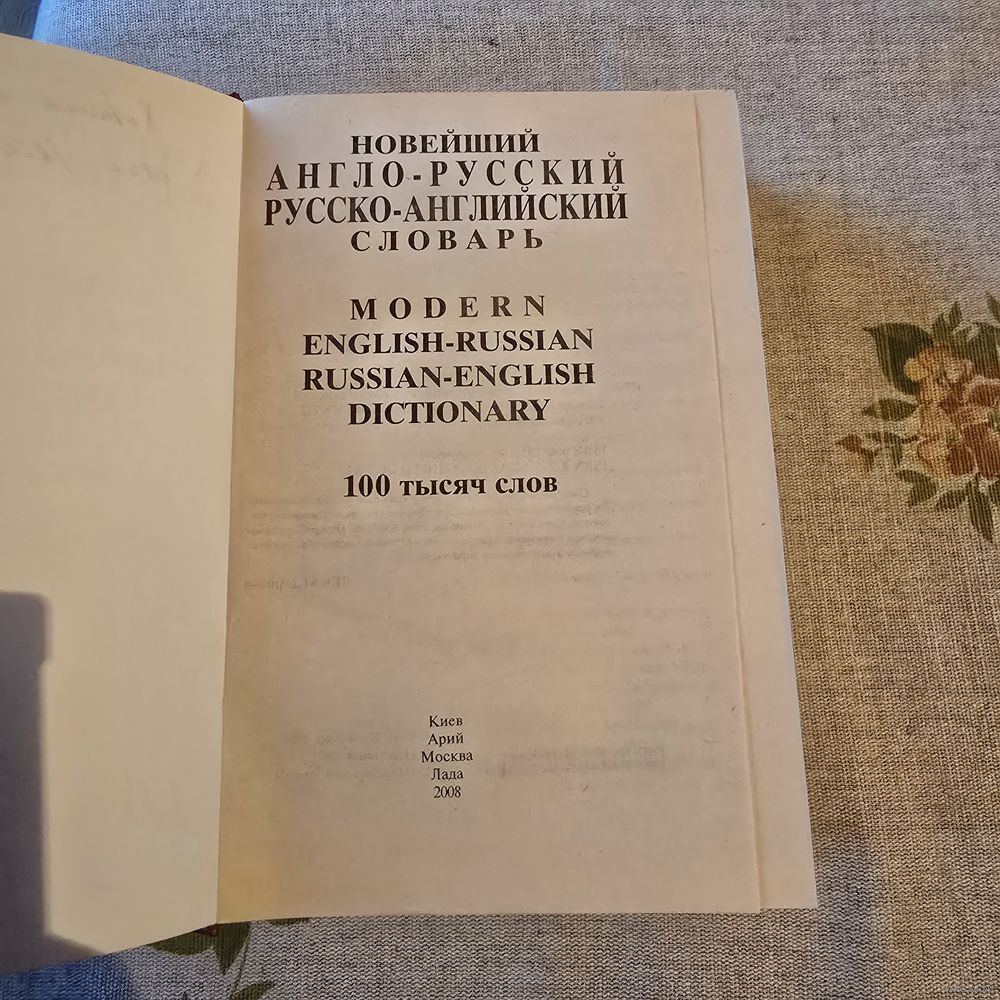 НОВЕЙШИЙ
АНГЛО-РУССКИЙ
РУССКО-АНГЛИЙСКИЙ
СЛОВАРЬ
MODERN
ENGLISH-RUSSIAN
RUSSIAN-ENGLISH
DICTIONARY
100 тысяч слов
Киев
Арий
Москва
Лада
2008